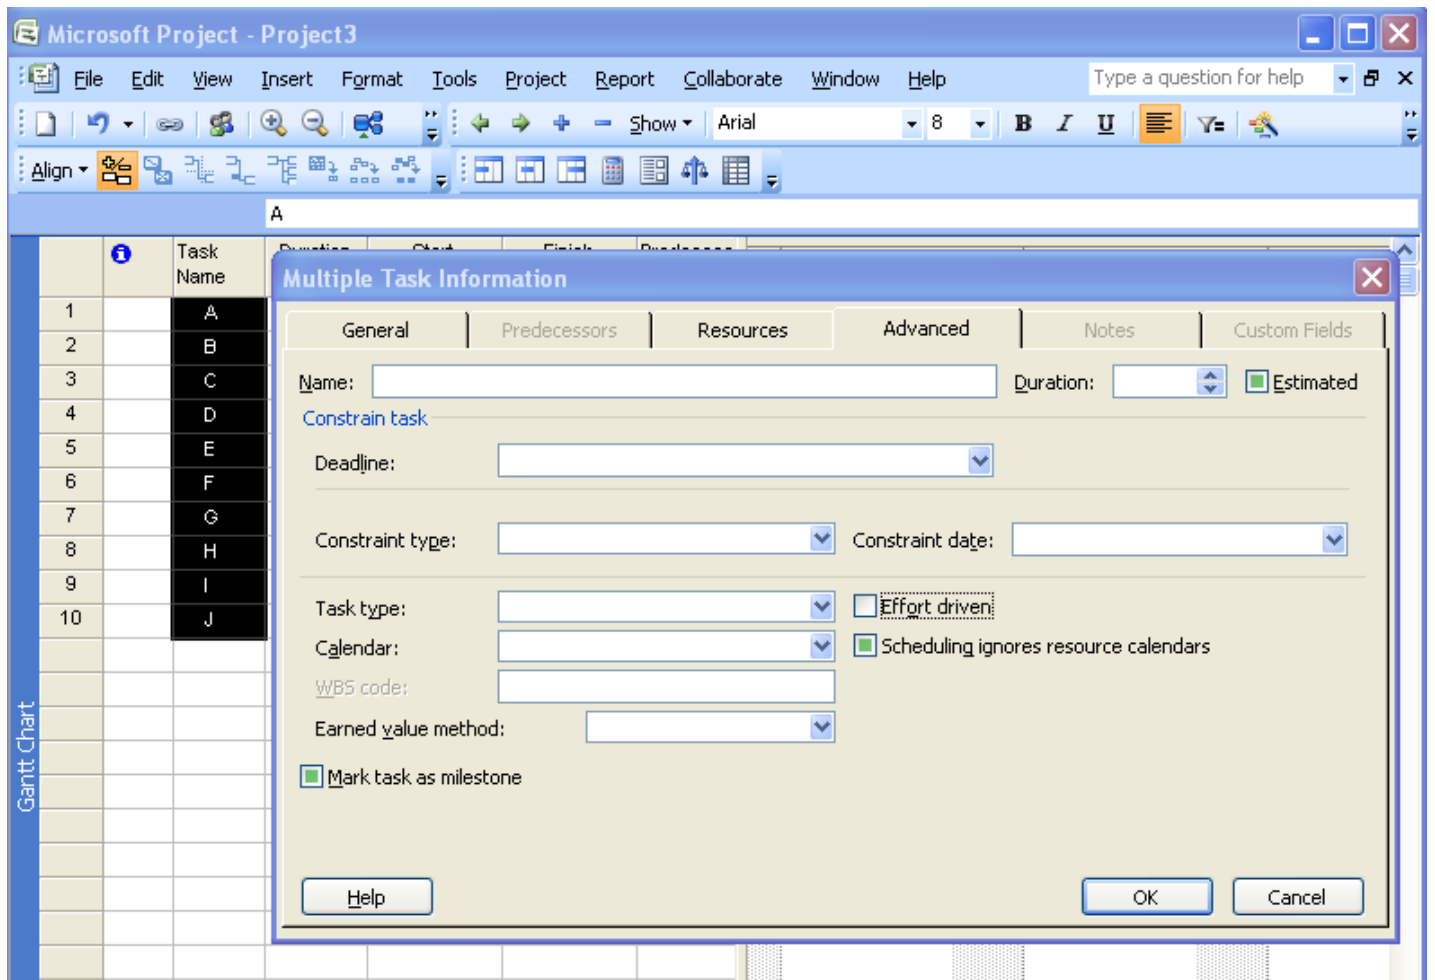 Microsoft Project - Project3
File Edit View Insert Format Tools Project Report Collaborate Window Help Type a question for help
Show Arial 8 B I U
Align
A
Task Name Duration Start Finish
Multiple Task Information
General Predecessors Resources Advanced Notes Custom Fields
Name: Duration: Estimated
Constrain task
Deadline:
Constraint type: Constraint date:
Task type: Effort driven
Calendar: Scheduling ignores resource calendars
WBS code:
Earned value method:
Mark task as milestone
Help OK Cancel
1 A
2 B
3 C
4 D
5 E
6 F
7 G
8 H
9 I
10 J
Gantt Chart